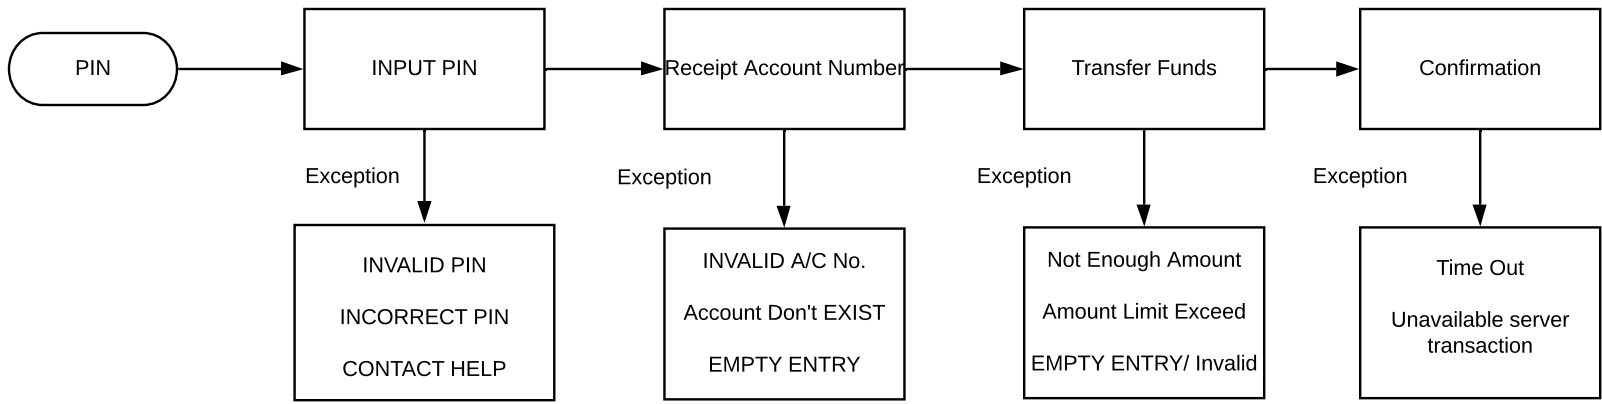 PIN
INPUT PIN
Receipt Account Number
Transfer Funds
Confirmation
Exception
Exception
Exception
Exception
INVALID PIN
INCORRECT PIN
CONTACT HELP
INVALID A/C No.
Account Don't EXIST
EMPTY ENTRY
Not Enough Amount
Amount Limit Exceed
EMPTY ENTRY/ Invalid
Time Out
Unavailable server
transaction